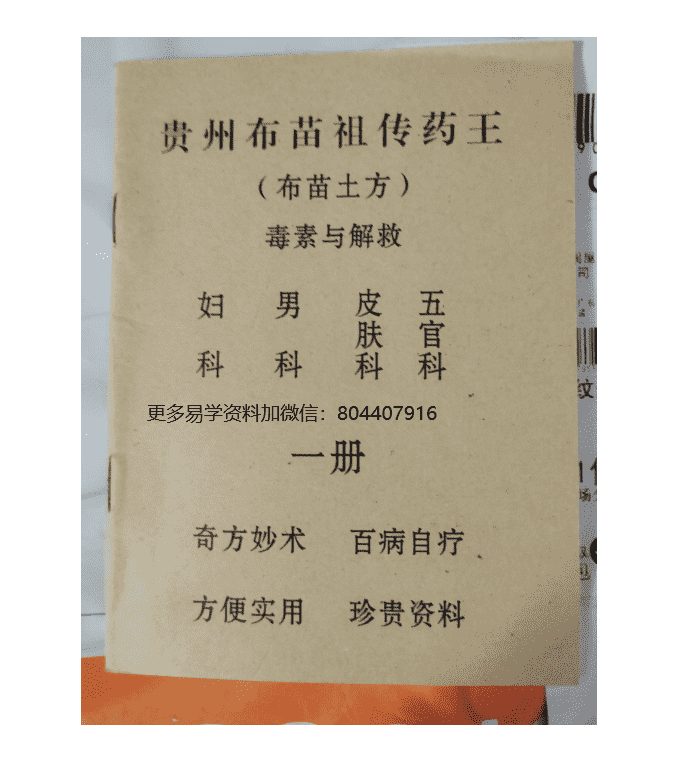 贵州布苗祖传药王
（布苗土方）
毒素与解救
妇科 男科 皮肤科 五官科
更多易学资料加微信：804407916
一册
奇方妙术 百病自疗
方便实用 珍贵资料
纹